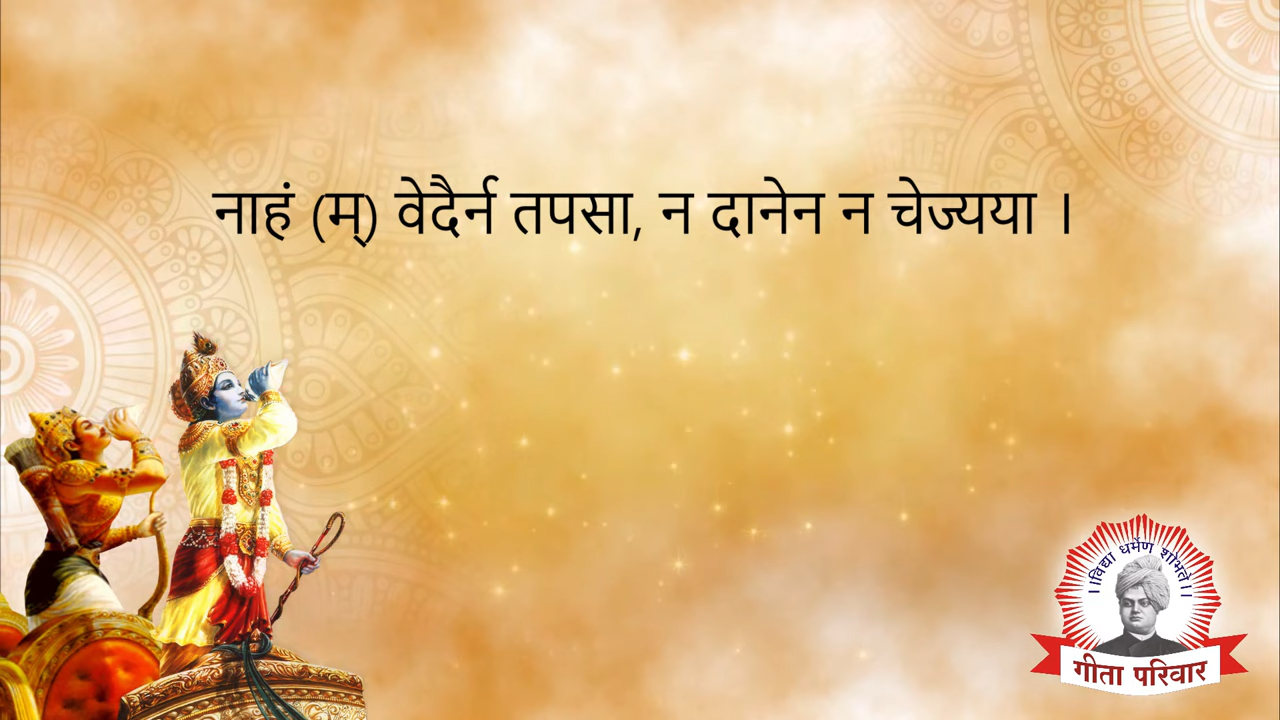 नाहं (म्) वेदैर्न तपसा, न दानेन न चेज्यया ।
।।विद्या धर्मेण शोभते।।
गीता परिवार